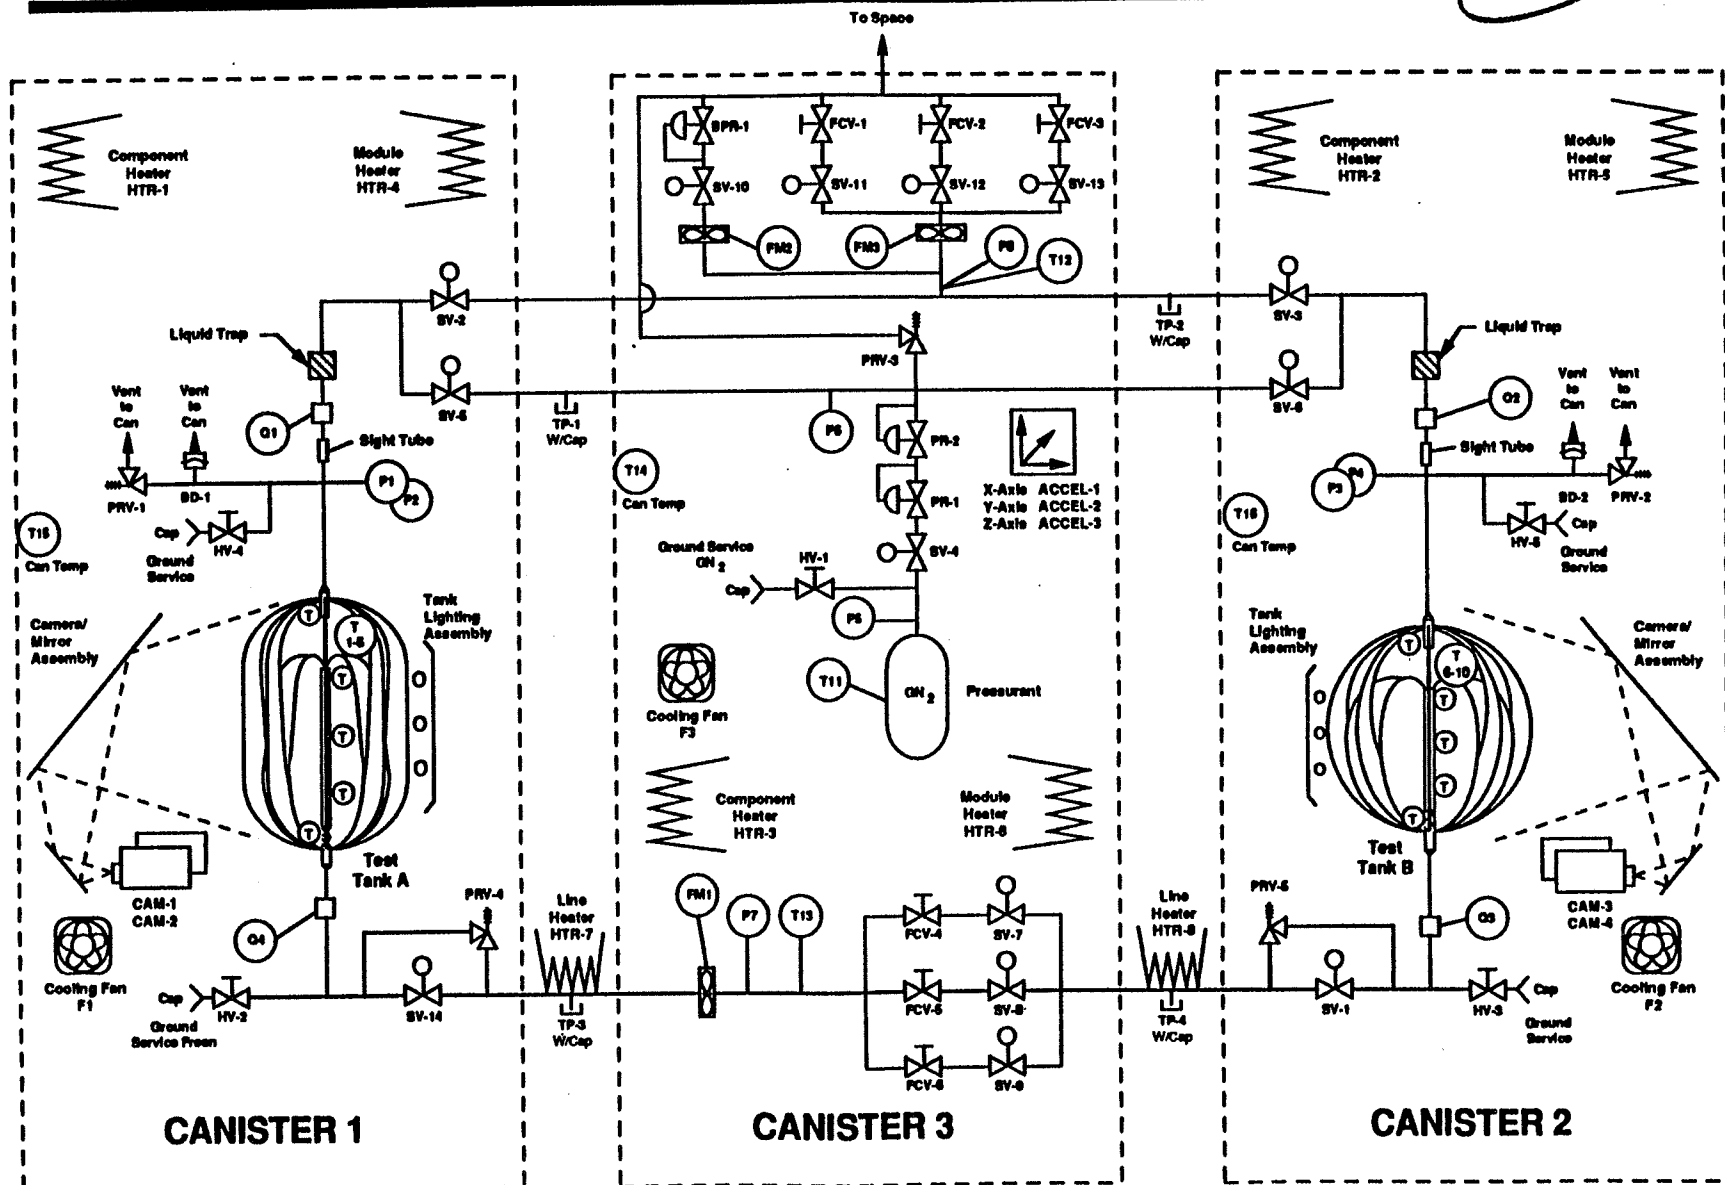 To Space
Component
Heater
HTR-1
Module
Heater
HTR-4
SV-2
Liquid Trap
SV-5
Vent
to
Can
Vent
to
Can
G1
Sight Tube
PRV-1
BD-1
P1
P2
T15
Can Temp
Cap
HV-4
Ground
Service
Camera/
Mirror
Assembly
T
T
1-5
T
T
T
T
Tank
Lighting
Assembly
Test
Tank A
CAM-1
CAM-2
G4
PRV-4
Cooling Fan
F1
Cap
HV-2
Ground
Service Freon
SV-14
CANISTER 1
TP-1
W/Cap
Line
Heater
HTR-7
TP-3
W/Cap
BPR-1
FCV-1
FCV-2
FCV-3
SV-10
SV-11
SV-12
SV-13
FM2
FM3
P8
T12
PRV-3
P6
PR-2
T14
Can Temp
PR-1
X-Axis ACCEL-1
Y-Axis ACCEL-2
Z-Axis ACCEL-3
Ground Service
GN2
HV-1
SV-4
Cap
P5
T11
GN2
Pressurant
Cooling Fan
F3
Component
Heater
HTR-3
Module
Heater
HTR-6
FM1
P7
T13
FCV-4
SV-7
FCV-5
SV-8
FCV-6
SV-9
CANISTER 3
TP-2
W/Cap
Line
Heater
HTR-8
TP-4
W/Cap
Component
Heater
HTR-2
Module
Heater
HTR-5
SV-3
Liquid Trap
SV-6
G2
Vent
to
Can
Vent
to
Can
Sight Tube
P4
P3
BD-2
PRV-2
T16
Can Temp
HV-5
Cap
Ground
Service
Tank
Lighting
Assembly
T
T
6-10
T
T
T
T
Camera/
Mirror
Assembly
Test
Tank B
CAM-3
CAM-4
PRV-5
G3
SV-1
HV-3
Cap
Ground
Service
Cooling Fan
F2
CANISTER 2